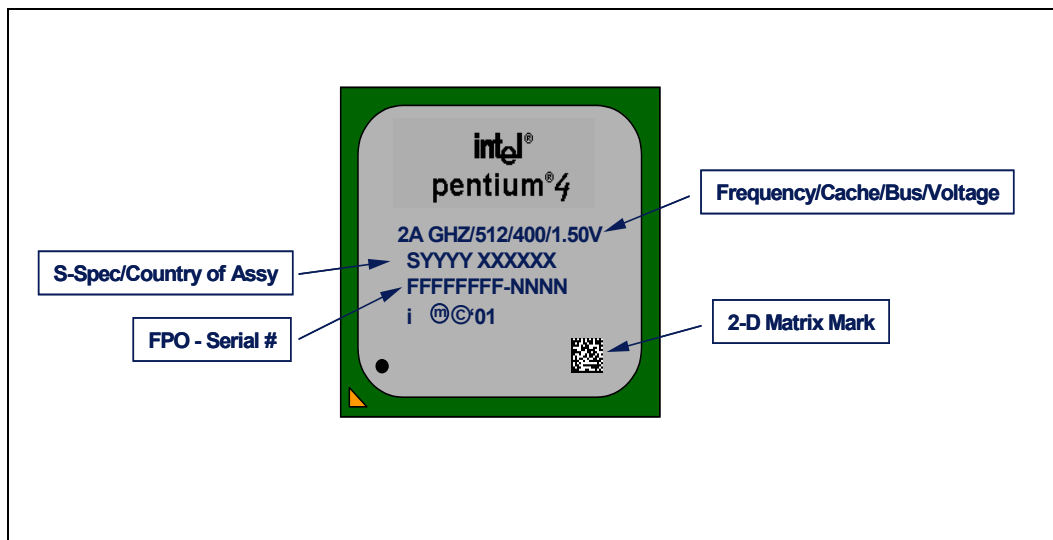 intel®
pentium®4
Frequency/Cache/Bus/Voltage
2A GHZ/512/400/1.50V
S-Spec/Country of Assy
SYYYY XXXXXX
FFFFFFFF-NNNN
FPO - Serial #
i ⓜ©‘01
2-D Matrix Mark